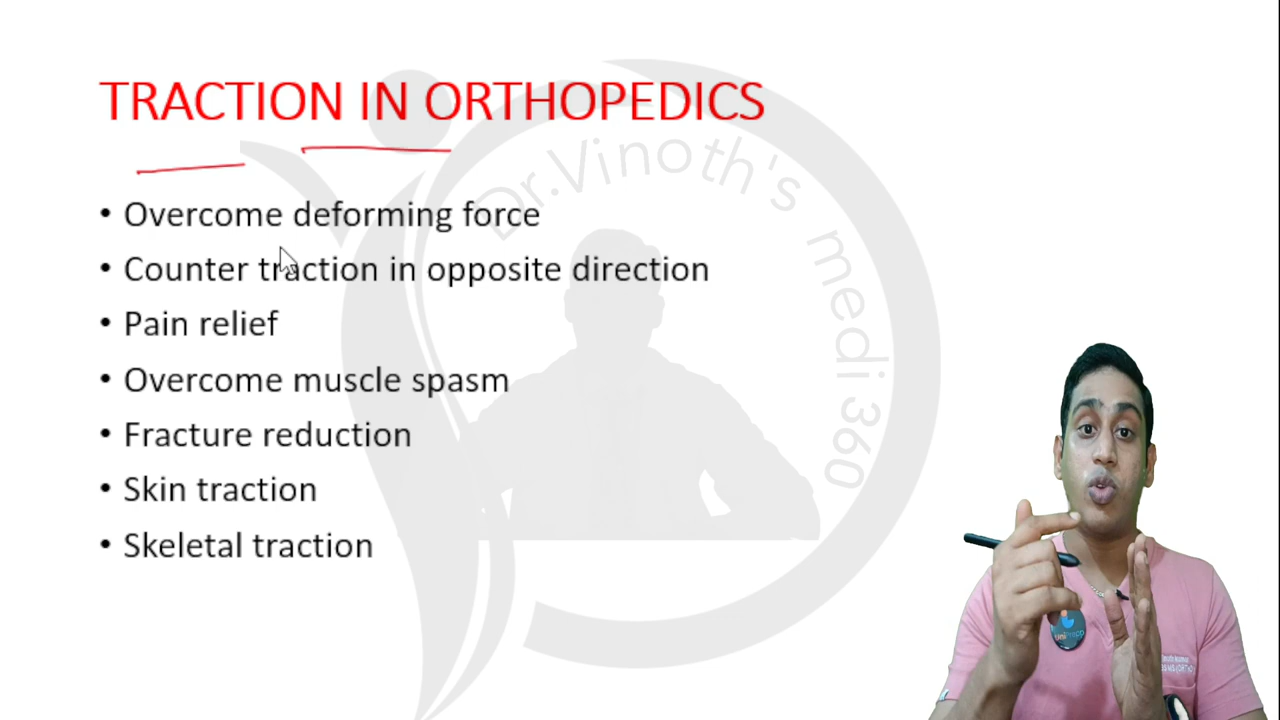 TRACTION IN ORTHOPEDICS
Dr.Vinoth's medi 360
• Overcome deforming force
• Counter traction in opposite direction
• Pain relief
• Overcome muscle spasm
• Fracture reduction
• Skin traction
• Skeletal traction
uniPrepp